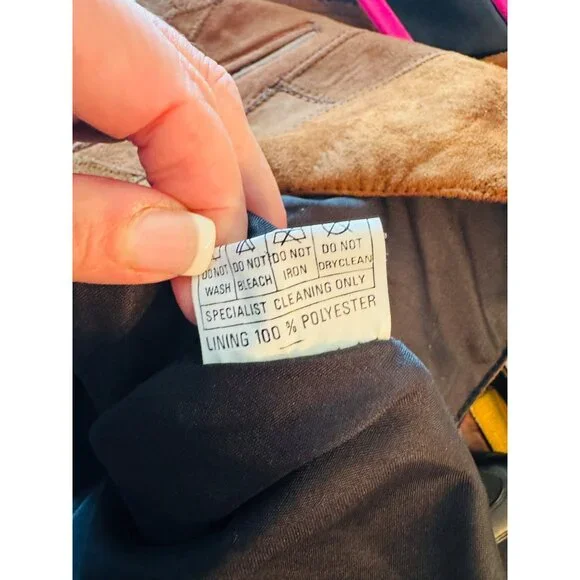 DO NOT WASH
DO NOT BLEACH
DO NOT IRON
DO NOT DRYCLEAN
SPECIALIST CLEANING ONLY
LINING 100 % POLYESTER